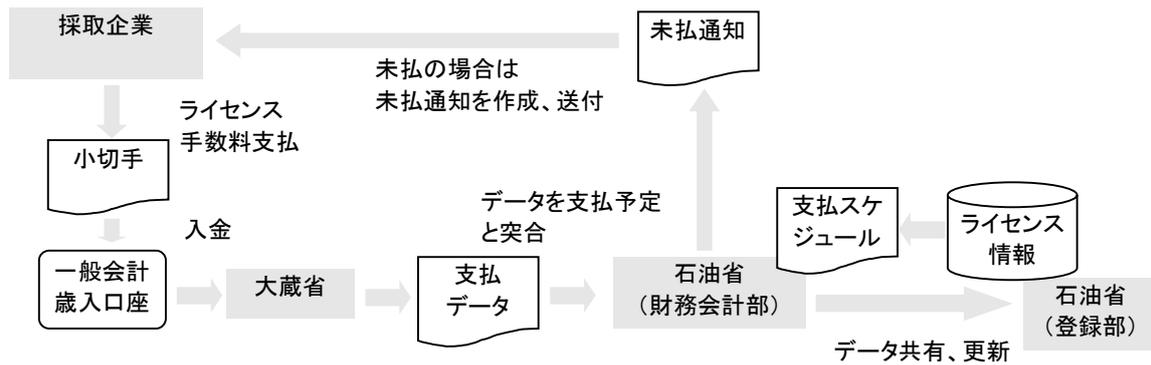 採取企業
未払通知
未払の場合は
未払通知を作成、送付
ライセンス
手数料支払
小切手
入金
データを支払予定
と突合
支払スケ
ジュール
ライセンス
情報
一般会計
歳入口座
大蔵省
支払
データ
石油省
（財務会計部）
石油省
（登録部）
データ共有、更新